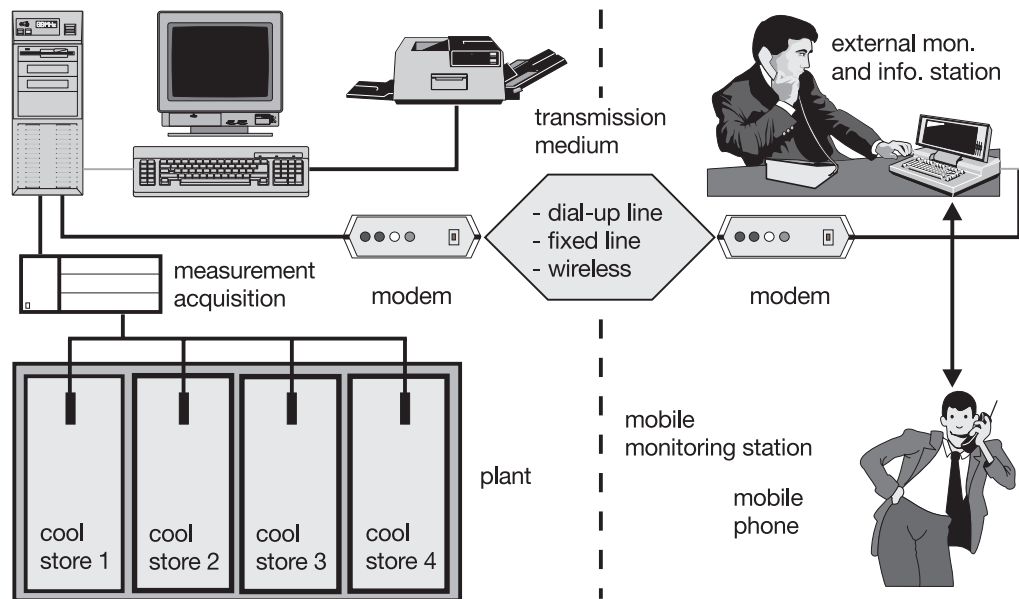 external mon.
and info. station
transmission
medium
- dial-up line
- fixed line
- wireless
measurement
acquisition
modem
modem
mobile
monitoring station
plant
mobile
phone
cool
store 1
cool
store 2
cool
store 3
cool
store 4